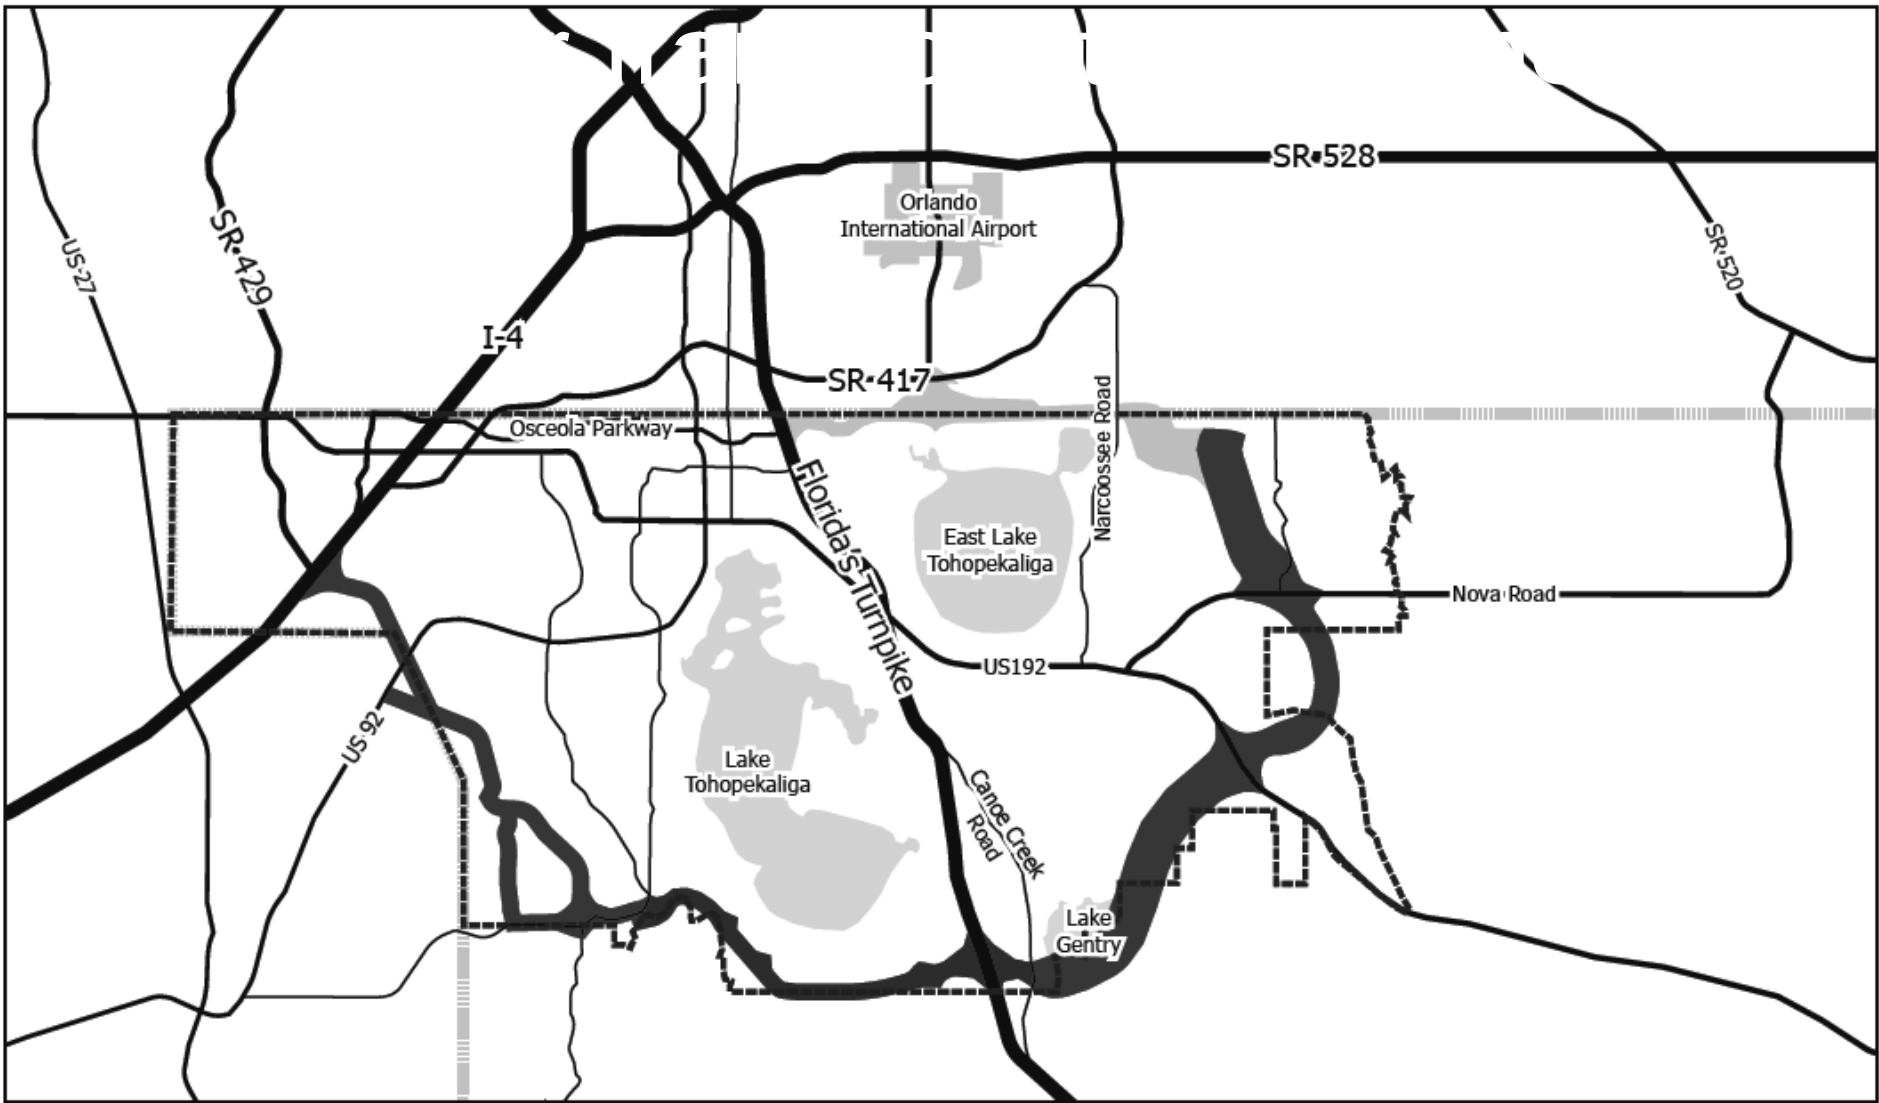 SR 528
Orlando
International Airport
US 27
SR 429
SR 520
I-4
SR 417
Osceola Parkway
Narcoossee Road
Florida's Turnpike
East Lake
Tohopekaliga
Nova Road
US192
US 92
Lake
Tohopekaliga
Canoe Creek
Road
Lake
Gentry